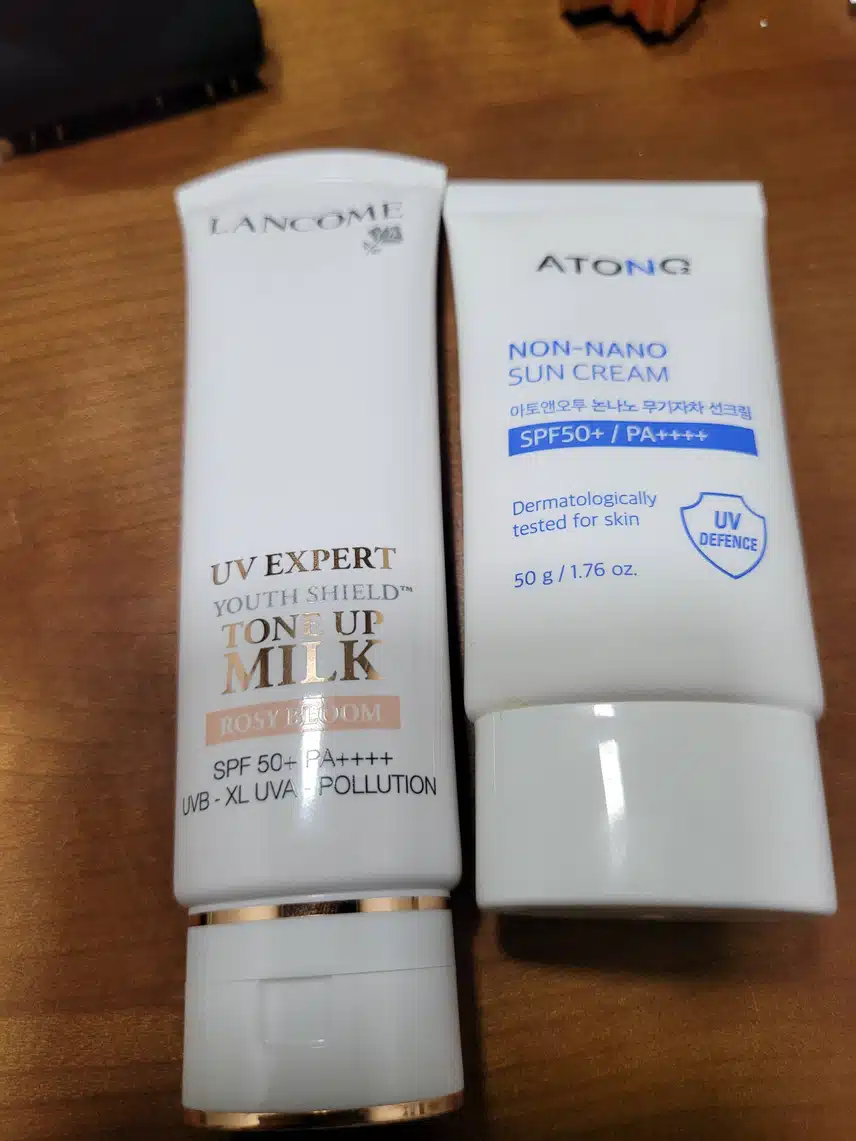 LANCOME
UV EXPERT
YOUTH SHIELD™
TONE UP
MILK
ROSY BLOOM
SPF 50+ PA++++
UVB - XL UVA - POLLUTION
ATONG
NON-NANO
SUN CREAM
아토앤오투 논나노 무기자차 선크림
SPF50+ / PA++++
Dermatologically
tested for skin
UV
DEFENCE
50 g / 1.76 oz.